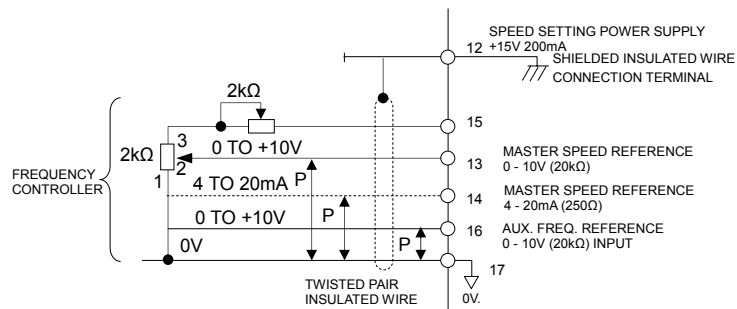 SPEED SETTING POWER SUPPLY
12 +15V 200mA
SHIELDED INSULATED WIRE
CONNECTION TERMINAL
2kΩ
15
3
0 TO +10V
2kΩ
2
1
13
MASTER SPEED REFERENCE
0 - 10V (20kΩ)
FREQUENCY
CONTROLLER
4 TO 20mA
P
14
MASTER SPEED REFERENCE
4 - 20mA (250Ω)
0 TO +10V
P
16
AUX. FREQ. REFERENCE
0 - 10V (20kΩ) INPUT
0V
P
17
TWISTED PAIR
INSULATED WIRE
0V.